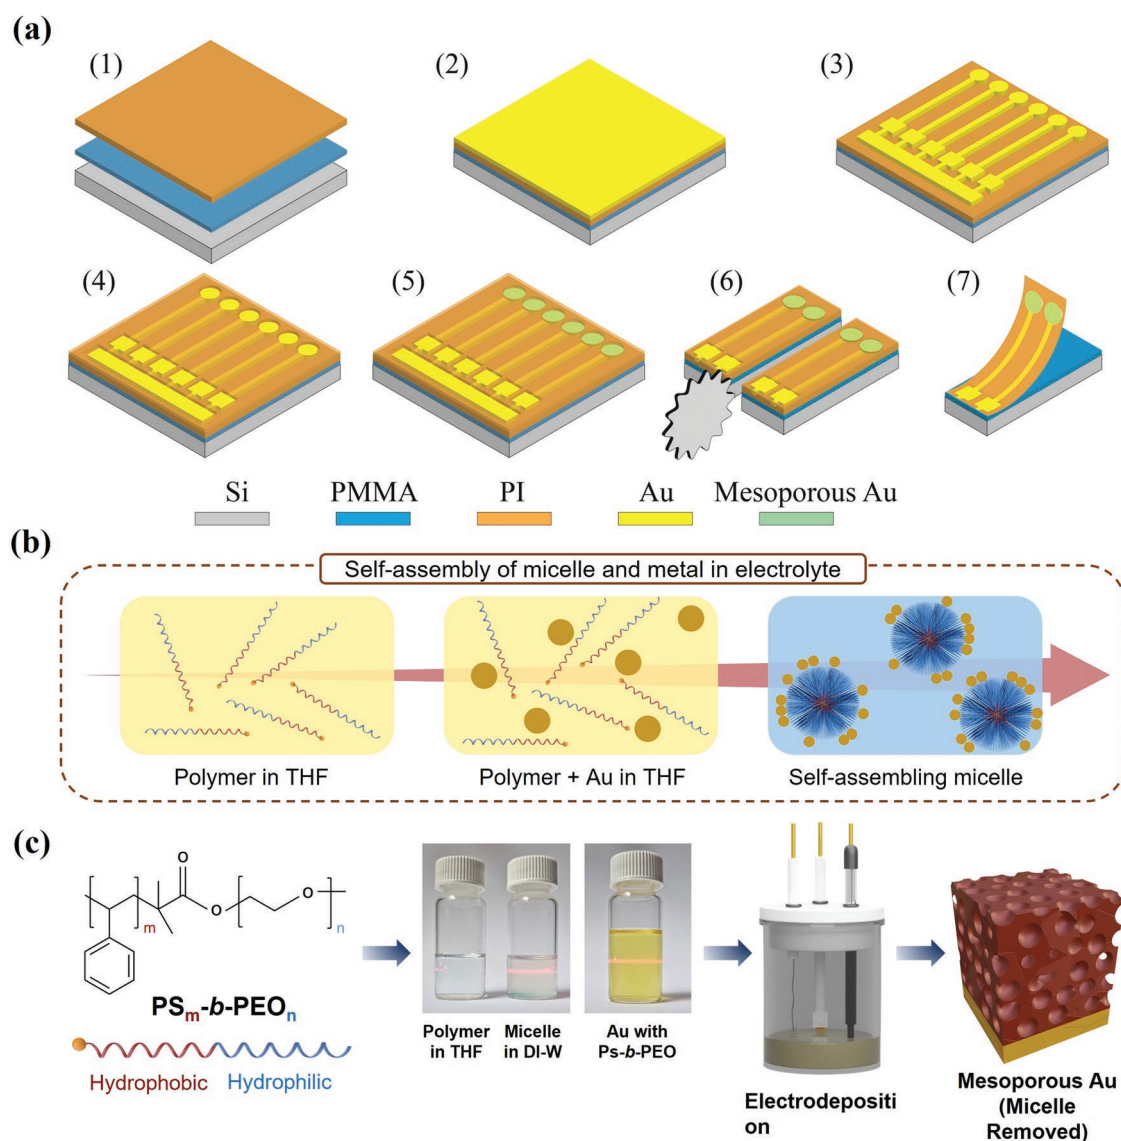 (a)
(1)
(2)
(3)
(4)
(5)
(6)
(7)
Si
PMMA
PI
Au
Mesoporous Au
(b)
Self-assembly of micelle and metal in electrolyte
Polymer in THF
Polymer + Au in THF
Self-assembling micelle
(c)
m
O
O
O
n
PSm-b-PEOn
Hydrophobic
Hydrophilic
Polymer
in THF
Micelle
in DI-W
Au with
Ps-b-PEO
Electrodepositi
on
Mesoporous Au
(Micelle
Removed)